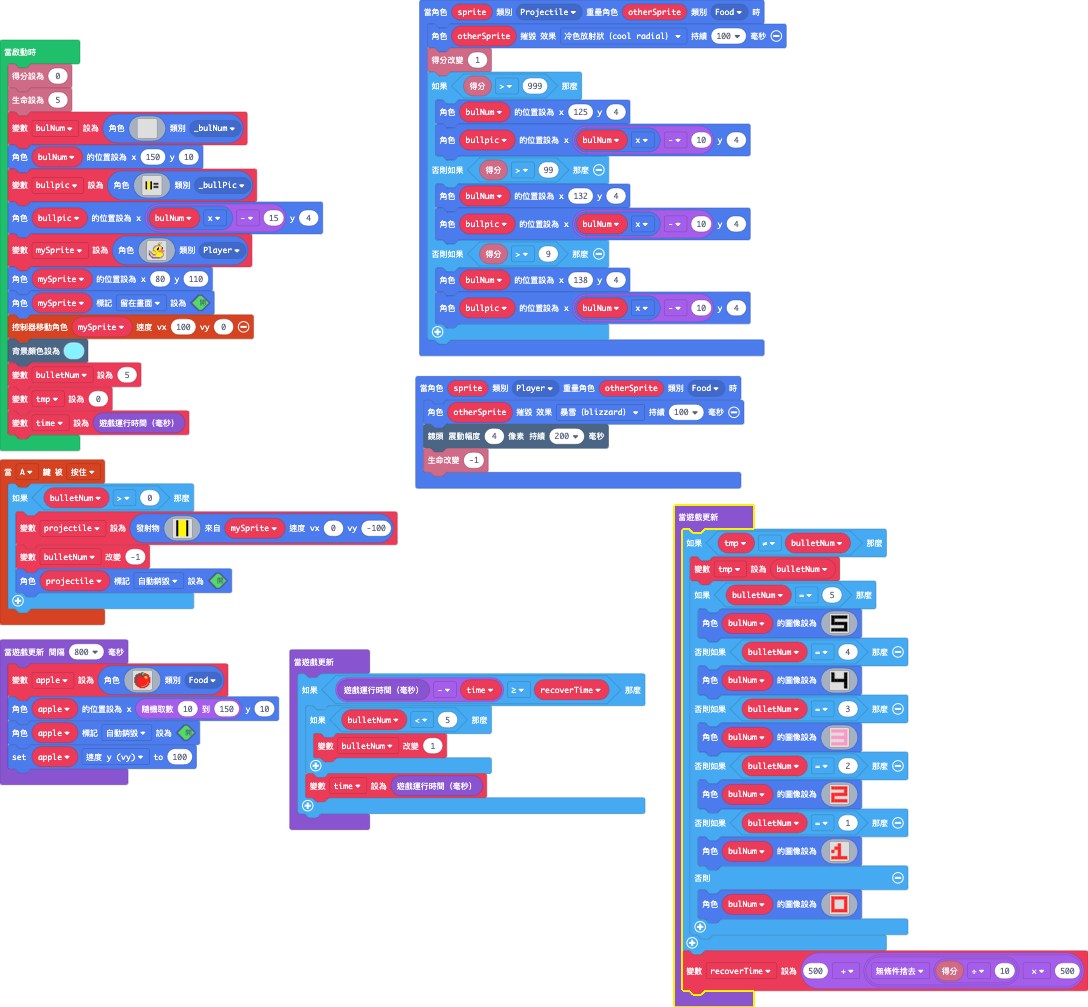 當啟動時
得分設為 0
生命設為 5
變數 bulNum 設為 角色 類別 _bulNum
角色 bulNum 的位置設為 x 150 y 10
變數 bullpic 設為 角色 類別 _bullPic
角色 bullpic 的位置設為 x bulNum x - 15 y 4
變數 mySprite 設為 角色 類別 Player
角色 mySprite 的位置設為 x 80 y 110
角色 mySprite 標記 留在畫面 設為 開
控制器移動角色 mySprite 速度 vx 100 vy 0
背景顏色設為
變數 bulletNum 設為 5
變數 tmp 設為 0
變數 time 設為 遊戲運行時間 (毫秒)
當 A 鍵 被 按住
如果 bulletNum > 0 那麼
變數 projectile 設為 發射物 來自 mySprite 速度 vx 0 vy -100
變數 bulletNum 改變 -1
角色 projectile 標記 自動銷毀 設為 開
當遊戲更新 間隔 800 毫秒
變數 apple 設為 角色 類別 Food
角色 apple 的位置設為 x 隨機取數 10 到 150 y 10
角色 apple 標記 自動銷毀 設為 開
set apple 速度 y (vy) to 100
當遊戲更新
如果 遊戲運行時間 (毫秒) - time ≥ recoverTime 那麼
如果 bulletNum < 5 那麼
變數 bulletNum 改變 1
變數 time 設為 遊戲運行時間 (毫秒)
當角色 sprite 類別 Projectile 重疊角色 otherSprite 類別 Food 時
角色 otherSprite 摧毀 效果 冷色放射狀 (cool radial) 持續 100 毫秒
得分改變 1
如果 得分 > 999 那麼
角色 bulNum 的位置設為 x 125 y 4
角色 bullpic 的位置設為 x bulNum x - 10 y 4
否則如果 得分 > 99 那麼
角色 bulNum 的位置設為 x 132 y 4
角色 bullpic 的位置設為 x bulNum x - 10 y 4
否則如果 得分 > 9 那麼
角色 bulNum 的位置設為 x 138 y 4
角色 bullpic 的位置設為 x bulNum x - 10 y 4
當角色 sprite 類別 Player 重疊角色 otherSprite 類別 Food 時
角色 otherSprite 摧毀 效果 暴雪 (blizzard) 持續 100 毫秒
鏡頭 震動幅度 4 像素 持續 200 毫秒
生命改變 -1
當遊戲更新
如果 tmp ≠ bulletNum 那麼
變數 tmp 設為 bulletNum
如果 bulletNum = 5 那麼
角色 bulNum 的圖像設為 5
否則如果 bulletNum = 4 那麼
角色 bulNum 的圖像設為 4
否則如果 bulletNum = 3 那麼
角色 bulNum 的圖像設為 3
否則如果 bulletNum = 2 那麼
角色 bulNum 的圖像設為 2
否則如果 bulletNum = 1 那麼
角色 bulNum 的圖像設為 1
否則
角色 bulNum 的圖像設為 0
變數 recoverTime 設為 500 + 無條件捨去 得分 ÷ 10 x 500